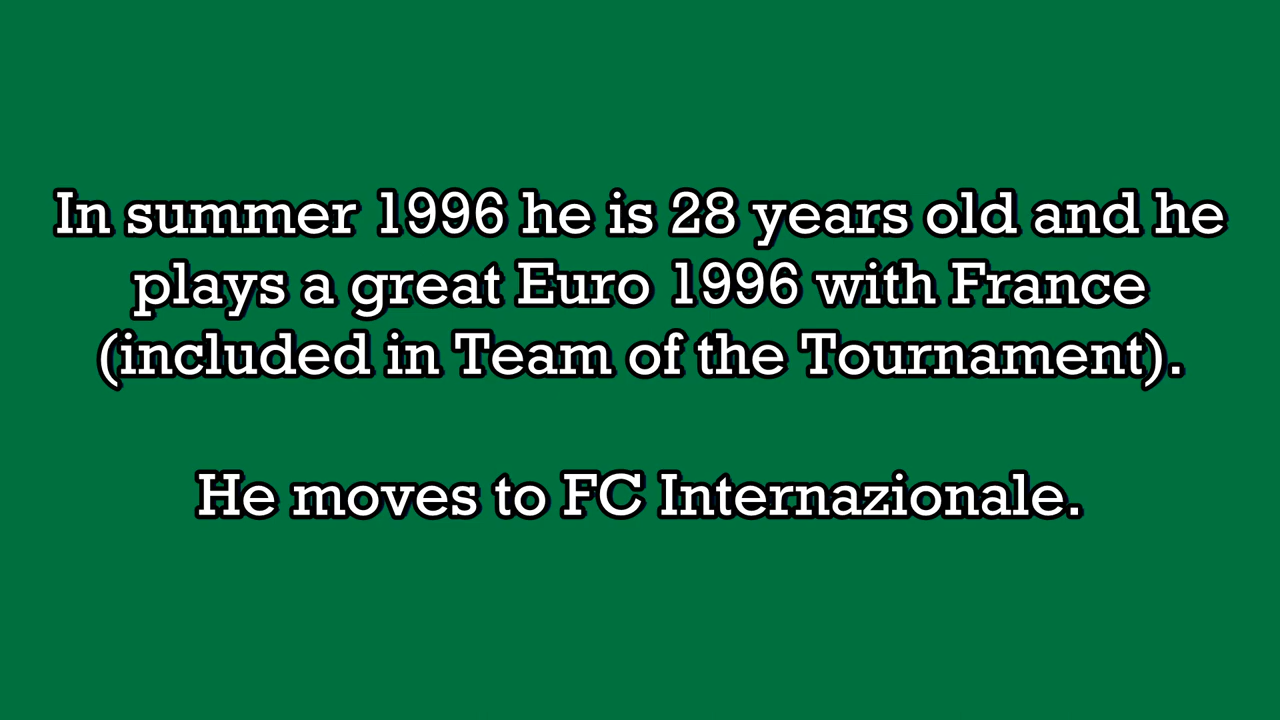 In summer 1996 he is 28 years old and he
plays a great Euro 1996 with France
(included in Team of the Tournament).
He moves to FC Internazionale.